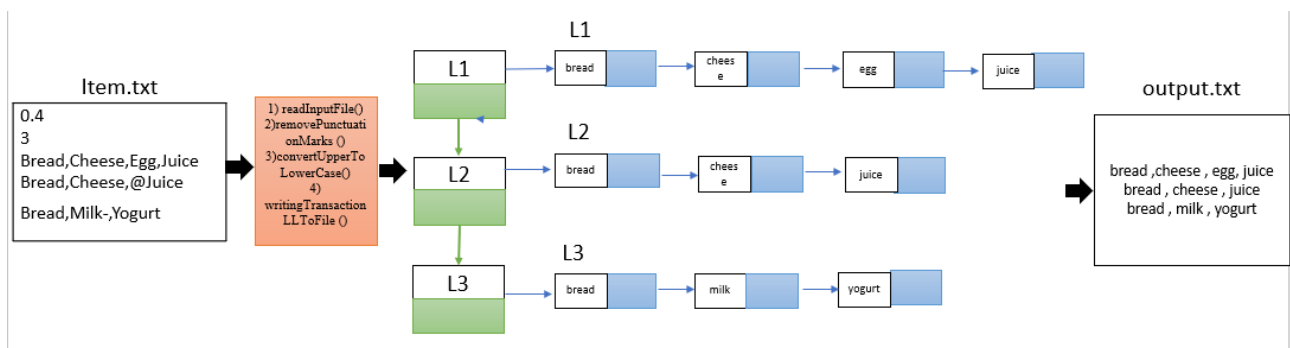 Item.txt
0.4
3
Bread,Cheese,Egg,Juice
Bread,Cheese,@Juice
Bread,Milk-,Yogurt
1) readInputFile()
2)removePunctuati
onMarks ()
3)convertUpperTo
LowerCase()
4)
writingTransaction
LLToFile ()
L1
L2
L3
L1
bread
chees
e
egg
juice
L2
bread
chees
e
juice
L3
bread
milk
yogurt
output.txt
bread ,cheese , egg, juice
bread , cheese , juice
bread , milk , yogurt